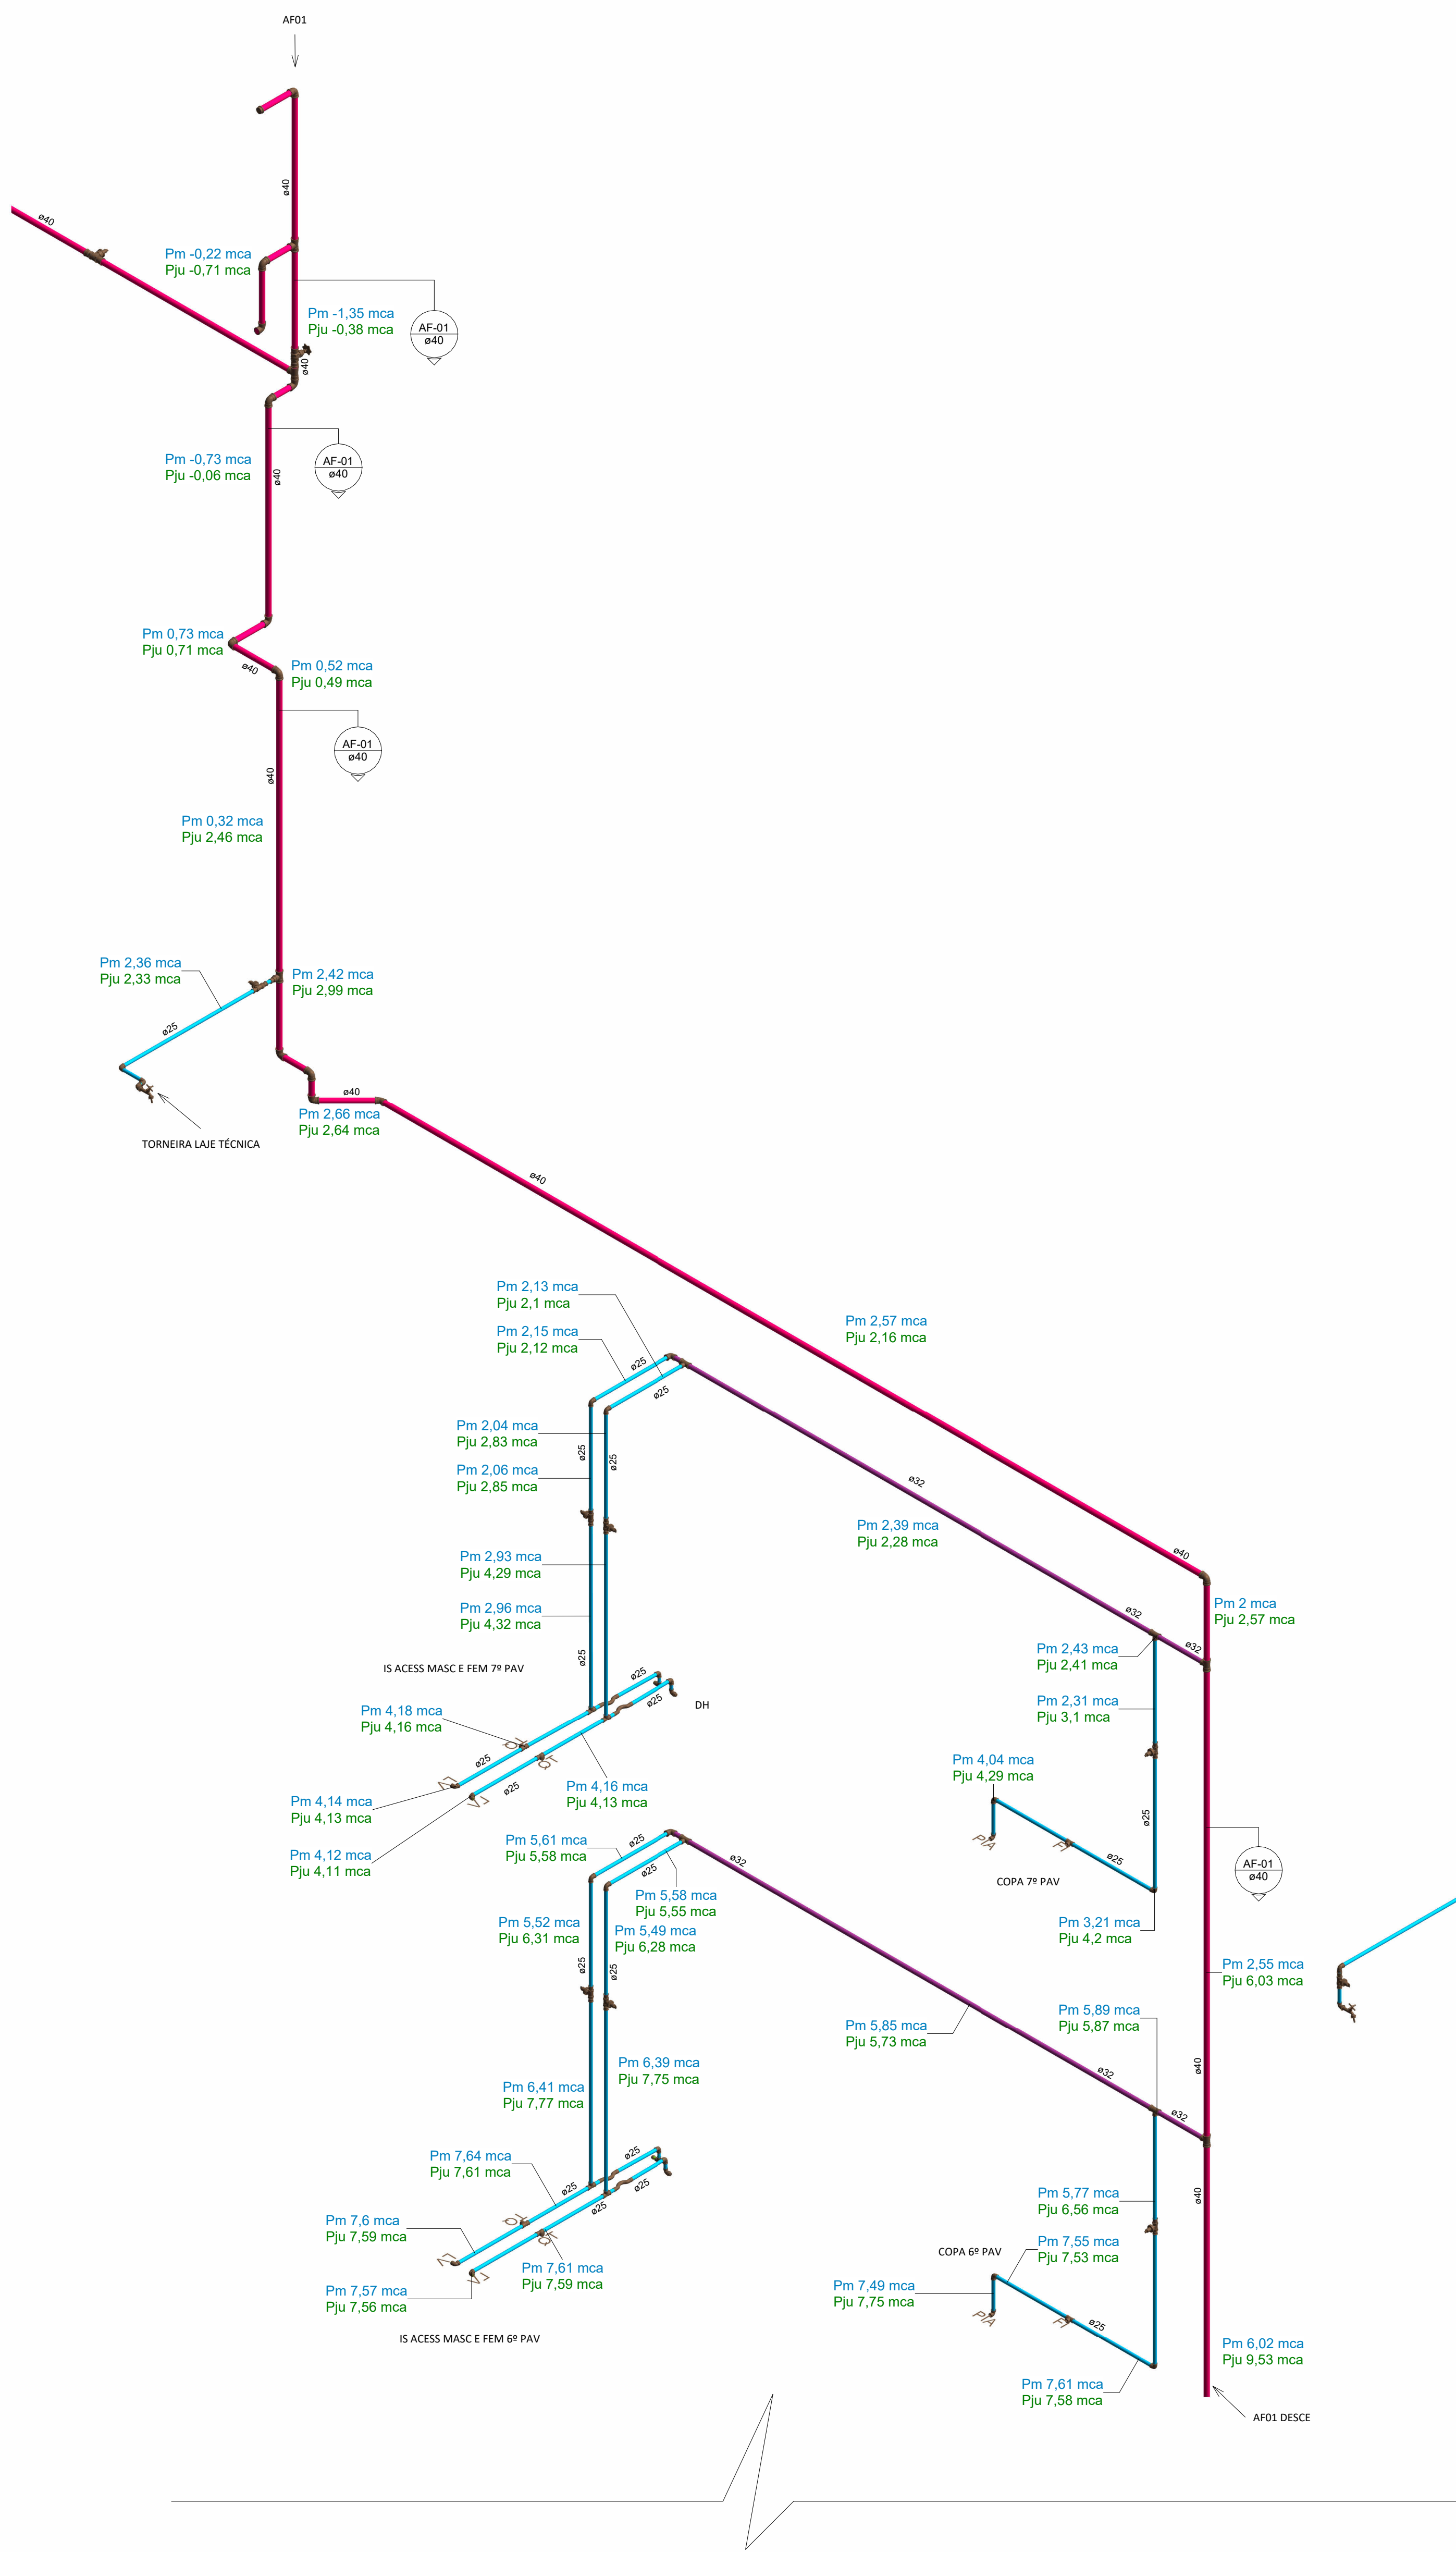 AF01
ø40
ø40
Pm -0,22 mca
Pju -0,71 mca
Pm -1,35 mca
Pju -0,38 mca
AF-01
ø40
ø40
AF-01
ø40
Pm -0,73 mca
Pju -0,06 mca
ø40
Pm 0,73 mca
Pju 0,71 mca
ø40
Pm 0,52 mca
Pju 0,49 mca
AF-01
ø40
ø40
Pm 0,32 mca
Pju 2,46 mca
Pm 2,36 mca
Pju 2,33 mca
Pm 2,42 mca
Pju 2,99 mca
ø25
ø40
Pm 2,66 mca
Pju 2,64 mca
TORNEIRA LAJE TÉCNICA
ø40
Pm 2,13 mca
Pju 2,1 mca
Pm 2,57 mca
Pju 2,16 mca
Pm 2,15 mca
Pju 2,12 mca
ø25
ø25
Pm 2,04 mca
Pju 2,83 mca
ø25
ø25
Pm 2,06 mca
Pju 2,85 mca
ø32
Pm 2,39 mca
Pju 2,28 mca
ø40
Pm 2,93 mca
Pju 4,29 mca
Pm 2,96 mca
Pju 4,32 mca
Pm 2 mca
Pju 2,57 mca
ø32
ø32
Pm 2,43 mca
Pju 2,41 mca
ø25
IS ACESS MASC E FEM 7º PAV
ø25
ø25
DH
Pm 4,18 mca
Pju 4,16 mca
Pm 2,31 mca
Pju 3,1 mca
QT
QT
ø25
ø25
LV
LV
Pm 4,04 mca
Pju 4,29 mca
Pm 4,16 mca
Pju 4,13 mca
Pm 4,14 mca
Pju 4,13 mca
ø25
PIA
FT
ø25
Pm 4,12 mca
Pju 4,11 mca
Pm 5,61 mca
Pju 5,58 mca
ø25
ø25
ø32
AF-01
ø40
COPA 7º PAV
Pm 5,58 mca
Pju 5,55 mca
Pm 5,52 mca
Pju 6,31 mca
Pm 5,49 mca
Pju 6,28 mca
Pm 3,21 mca
Pju 4,2 mca
ø25
ø25
Pm 2,55 mca
Pju 6,03 mca
Pm 5,89 mca
Pju 5,87 mca
Pm 5,85 mca
Pju 5,73 mca
ø40
Pm 6,39 mca
Pju 7,75 mca
Pm 6,41 mca
Pju 7,77 mca
ø32
ø32
Pm 7,64 mca
Pju 7,61 mca
ø25
ø25
ø25
ø25
Pm 5,77 mca
Pju 6,56 mca
ø40
Pm 7,6 mca
Pju 7,59 mca
QT
QT
LV
LV
COPA 6º PAV
Pm 7,55 mca
Pju 7,53 mca
Pm 7,61 mca
Pju 7,59 mca
Pm 7,57 mca
Pju 7,56 mca
Pm 7,49 mca
Pju 7,75 mca
PIA
FT
ø25
IS ACESS MASC E FEM 6º PAV
Pm 6,02 mca
Pju 9,53 mca
Pm 7,61 mca
Pju 7,58 mca
AF01 DESCE